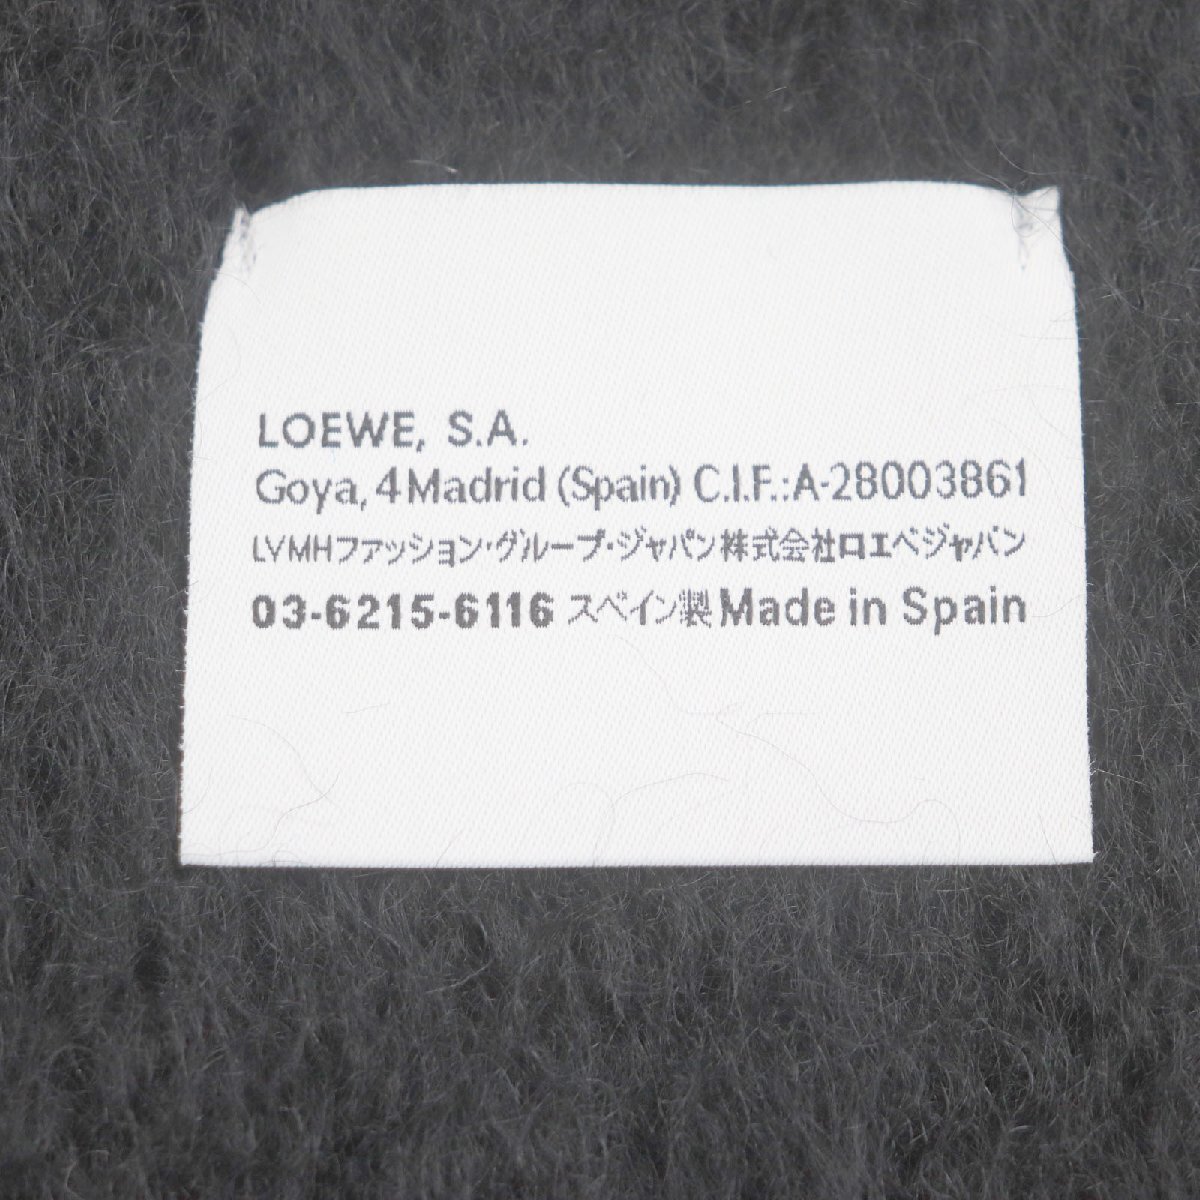 LOEWE, S.A.
Goya, 4 Madrid (Spain) C.I.F.:A-28003861
LVMHファッション・グループ・ジャパン株式会社ロエベジャパン
03-6215-6116 スペイン製 Made in Spain